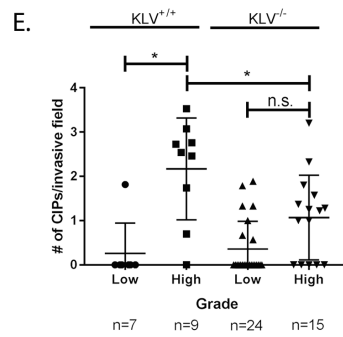 E.
KLV+/+ KLV-/-
*
*
n.s.
# of CIPs/invasive field
4
3
2
1
0
Low High Low High
Grade
n=7 n=9 n=24 n=15